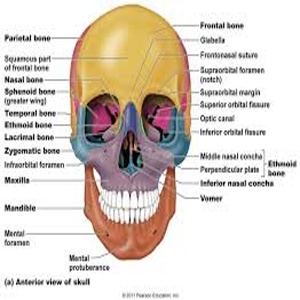 Parietal bone
Squamous part
of frontal bone
Nasal bone
Sphenoid bone
(greater wing)
Temporal bone
Ethmoid bone
Lacrimal bone
Zygomatic bone
Infraorbital foramen
Maxilla
Mandible
Mental
foramen
Mental
protuberance
Frontal bone
Glabella
Frontonasal suture
Supraorbital foramen
(notch)
Supraorbital margin
Superior orbital fissure
Optic canal
Inferior orbital fissure
Middle nasal concha
Perpendicular plate
Ethmoid
bone
Inferior nasal concha
Vomer
(a) Anterior view of skull
© 2011 Pearson Education, Inc.